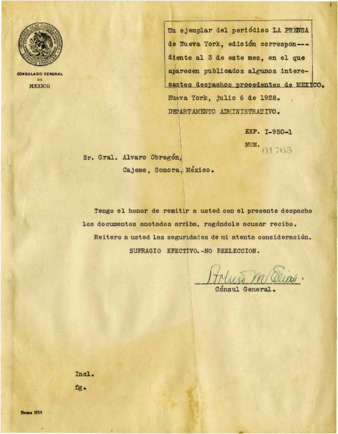 1
CONSULADO GENERAL
DE
MEXICO
Un ejemplar del periódico LA PRENSA
de Nueva York, edición correspon---
diente al 3 de este mes, en el que
aparecen publicados algunos intere-
santes despachos procedentes de MEXICO.
Nueva York, julio 6 de 1928.
DEPARTAMENTO ADMINISTRATIVO.
EXP. I-950-1
NUM. 01765
Sr. Gral. Alvaro Obregón,
Cajeme, Sonora, México.
Tengo el honor de remitir a usted con el presente despacho
los documentos anotados arriba, rogándole acusar recibo.
Reitero a usted las seguridades de mi atenta consideración.
SUFRAGIO EFECTIVO.-NO REELECCION.
Arturo M Elias.
Cónsul General.
Incl.
fg.